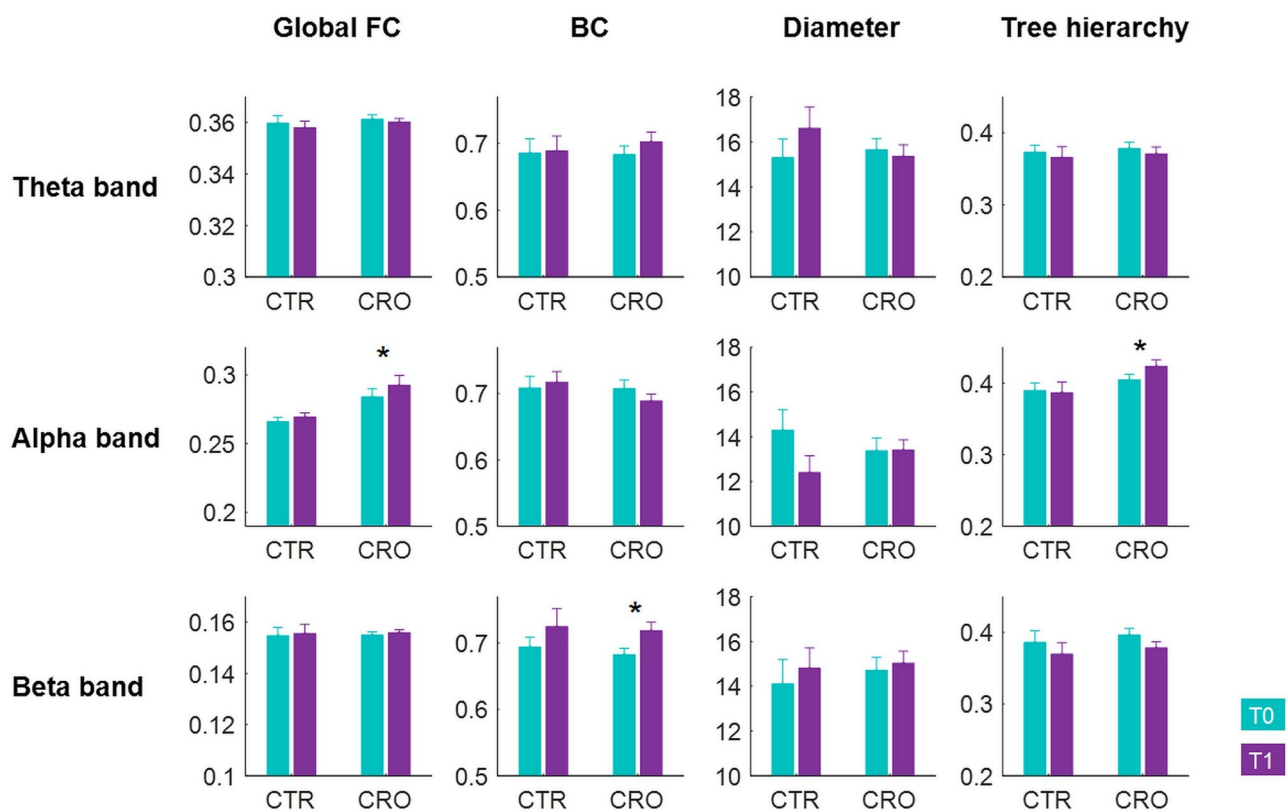 Global FC BC Diameter Tree hierarchy
Theta band
0.36 0.34 0.32 0.3
CTR CRO
0.7 0.6 0.5
CTR CRO
18 16 14 12 10
CTR CRO
0.4 0.3 0.2
CTR CRO
Alpha band
0.3 0.25 0.2
*
CTR CRO
0.7 0.6 0.5
CTR CRO
18 16 14 12 10
CTR CRO
0.4 0.3 0.2
*
CTR CRO
Beta band
0.16 0.14 0.12 0.1
CTR CRO
0.7 0.6 0.5
*
CTR CRO
18 16 14 12 10
CTR CRO
0.4 0.3 0.2
CTR CRO
T0
T1